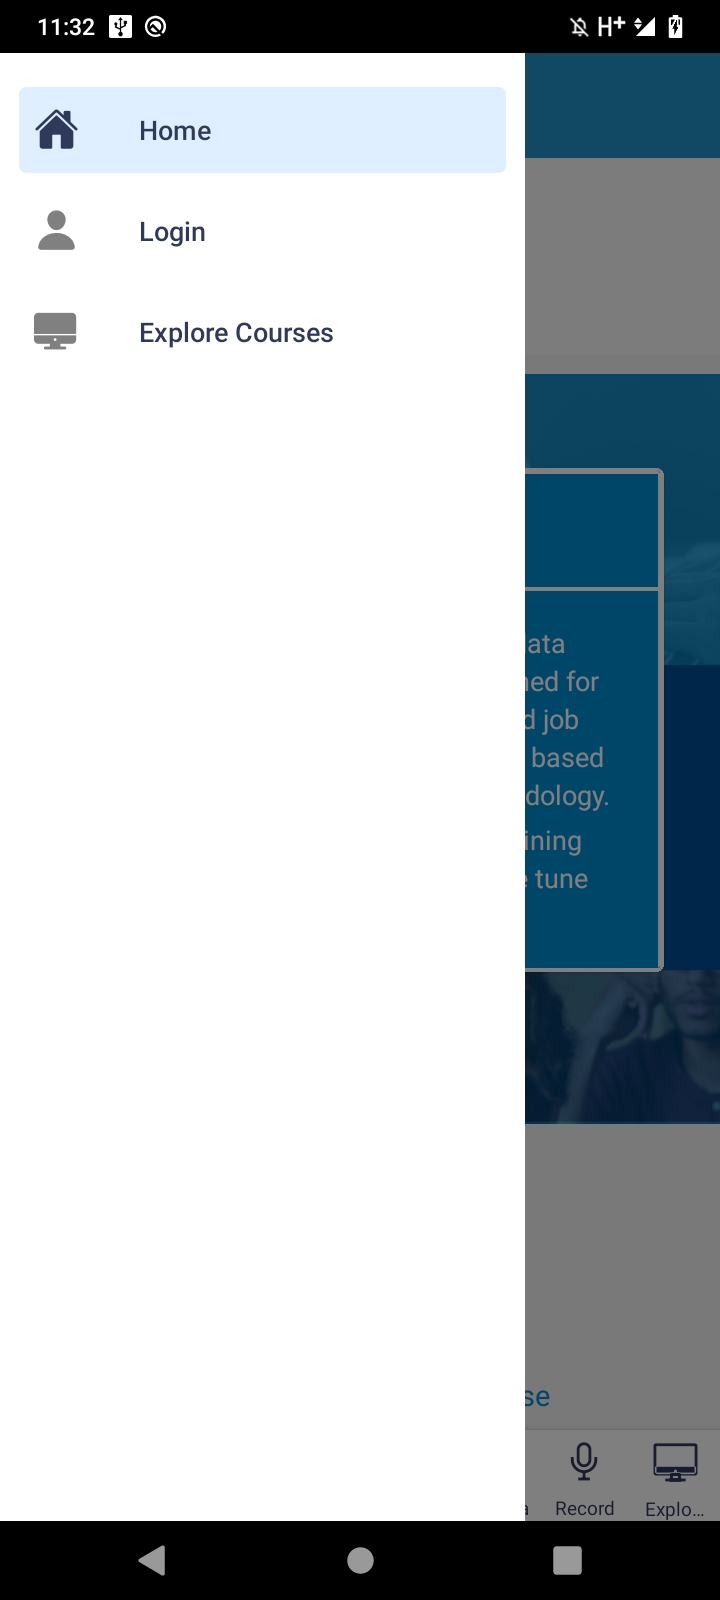 11:32
H+
Home
Login
Explore Courses
ata
ned for
d job
based
dology.
ining
tune
se
Record
Explo...